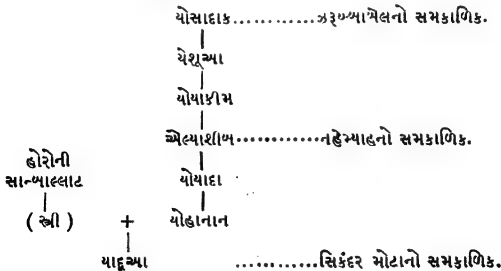 યોસાદાક............ઝરૂબ્બાબેલનો સમકાળિક.
યેશૂઆ
યોયાકીમ
એલ્યાશીબ............નહેમ્યાહનો સમકાળિક.
હોરોની
સાન્બાલ્લાટ
યોયાદા
(સ્ત્રી) + યોહાનાન
યાદૂઆ ............સિકંદર મોટાનો સમકાળિક.